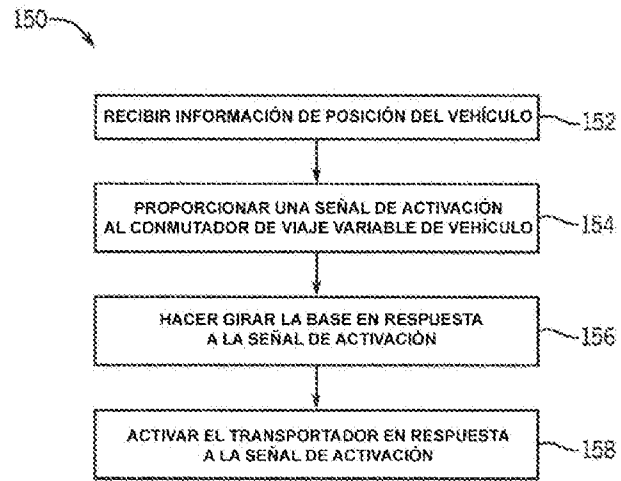 150
RECIBIR INFORMACIÓN DE POSICIÓN DEL VEHÍCULO
152
PROPORCIONAR UNA SEÑAL DE ACTIVACIÓN
AL CONMUTADOR DE VIAJE VARIABLE DE VEHÍCULO
154
HACER GIRAR LA BASE EN RESPUESTA
A LA SEÑAL DE ACTIVACIÓN
156
ACTIVAR EL TRANSPORTADOR EN RESPUESTA
A LA SEÑAL DE ACTIVACIÓN
158